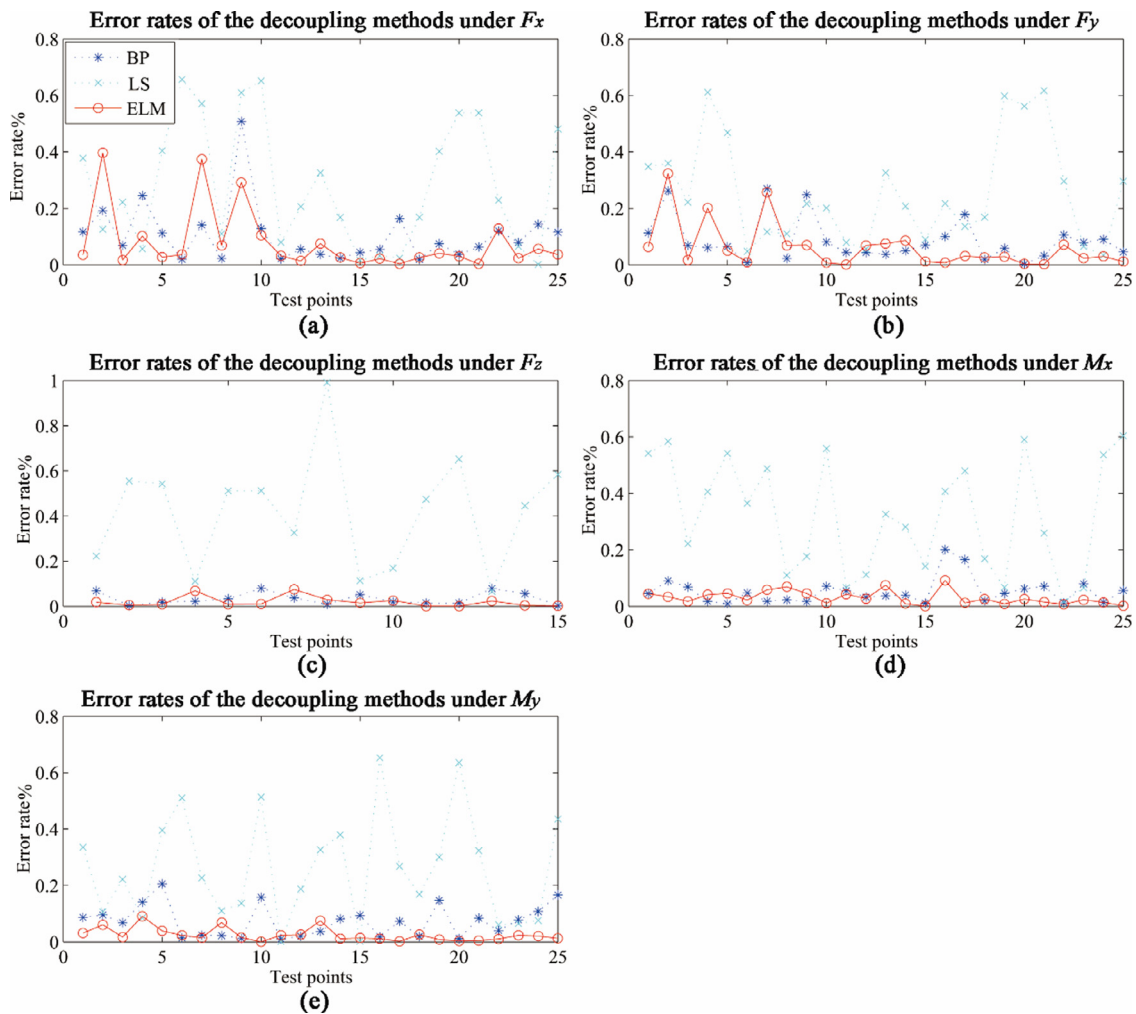 Error rates of the decoupling methods under Fx
0.8
0.6
0.4
0.2
0
Error rate%
BP
LS
ELM
0 5 10 15 20 25
Test points
(a)
Error rates of the decoupling methods under Fy
0.8
0.6
0.4
0.2
0
Error rate%
0 5 10 15 20 25
Test points
(b)
Error rates of the decoupling methods under Fz
1
0.8
0.6
0.4
0.2
0
Error rate%
0 5 10 15
Test points
(c)
Error rates of the decoupling methods under Mx
0.8
0.6
0.4
0.2
0
Error rate%
0 5 10 15 20 25
Test points
(d)
Error rates of the decoupling methods under My
0.8
0.6
0.4
0.2
0
Error rate%
0 5 10 15 20 25
Test points
(e)